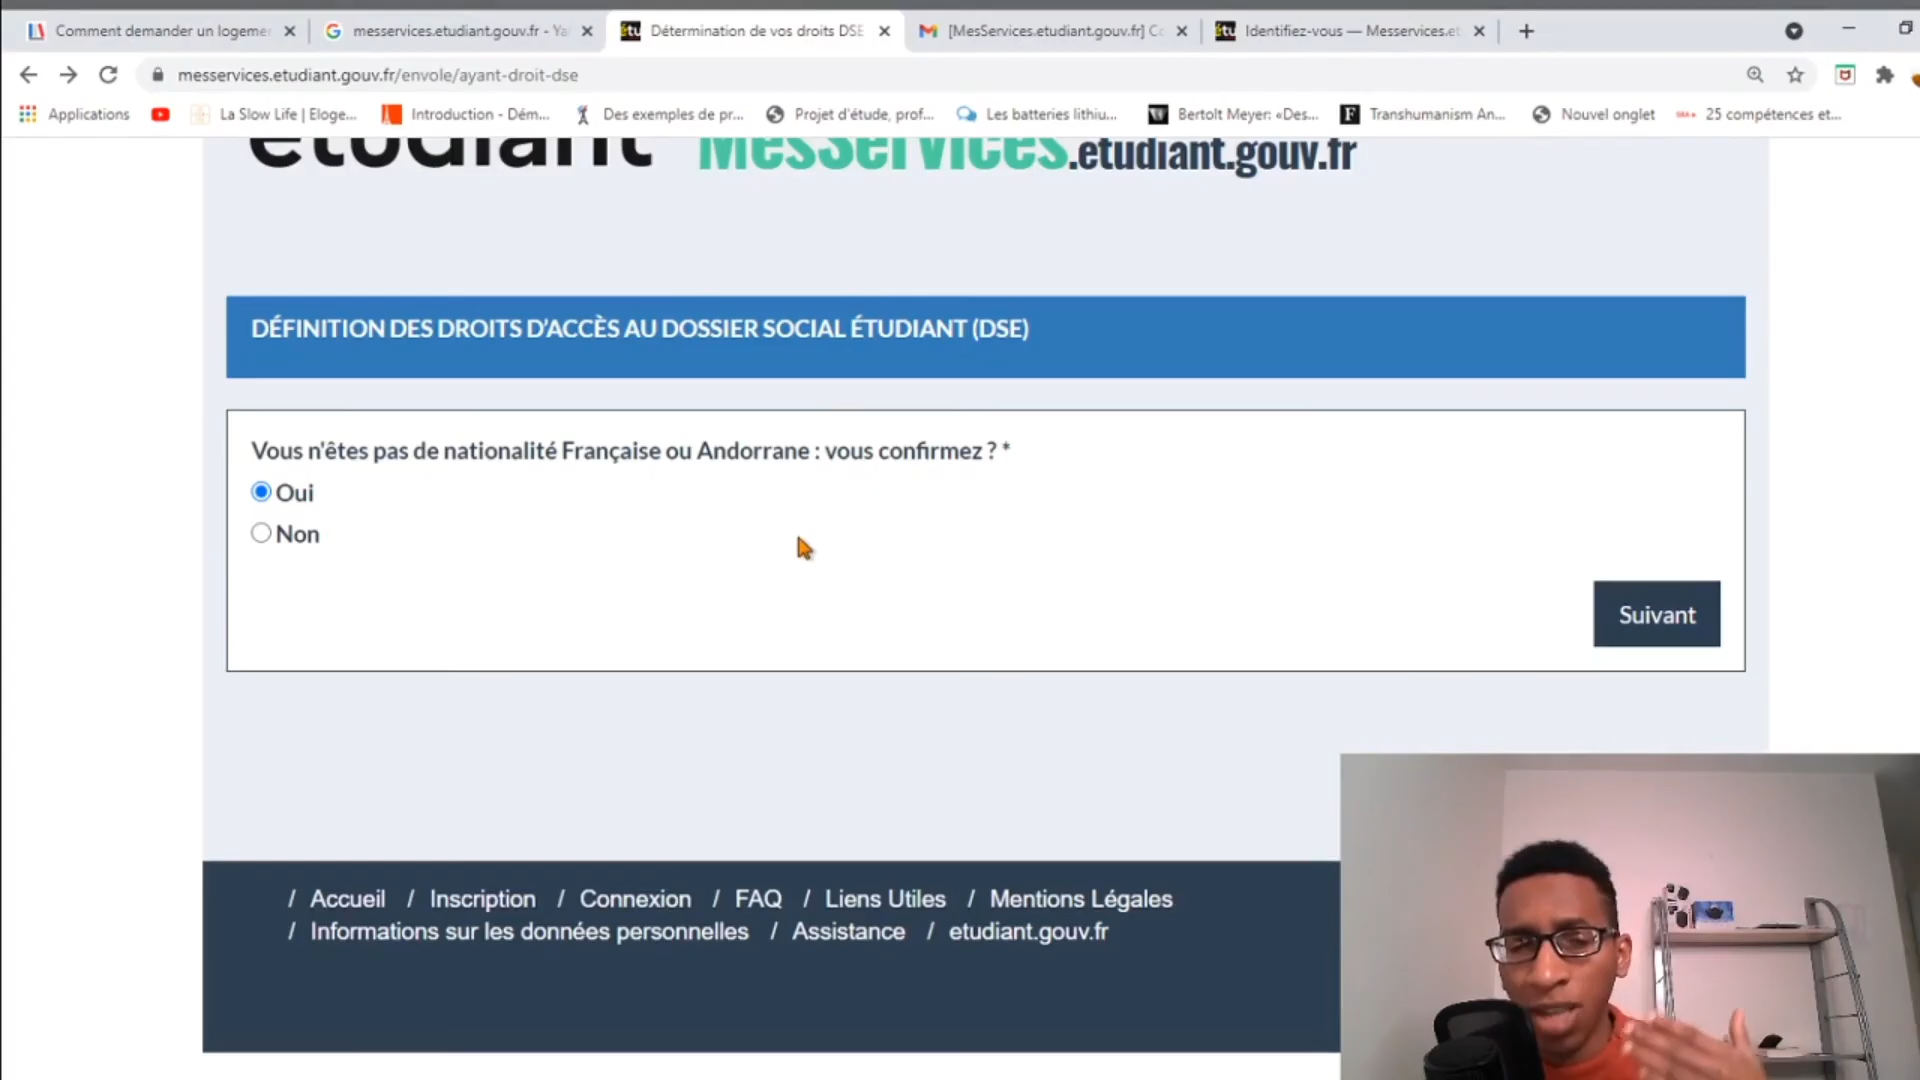 Comment demander un logeme
messervices.etudiant.gouv.fr - Ya
étu Détermination de vos droits DSE
[MesServices.etudiant.gouv.fr] Co
étu Identifiez-vous — Messervices.et
messervices.etudiant.gouv.fr/envole/ayant-droit-dse
Applications
La Slow Life | Eloge...
Introduction - Dém...
Des exemples de pr...
Projet d'étude, prof...
Les batteries lithiu...
Bertolt Meyer: «Des...
F Transhumanism An...
Nouvel onglet
25 compétences et...
étudiant MesServices.etudiant.gouv.fr
DÉFINITION DES DROITS D'ACCÈS AU DOSSIER SOCIAL ÉTUDIANT (DSE)
Vous n'êtes pas de nationalité Française ou Andorrane : vous confirmez ? *
Oui
Non
Suivant
/ Accueil / Inscription / Connexion / FAQ / Liens Utiles / Mentions Légales
/ Informations sur les données personnelles / Assistance / etudiant.gouv.fr